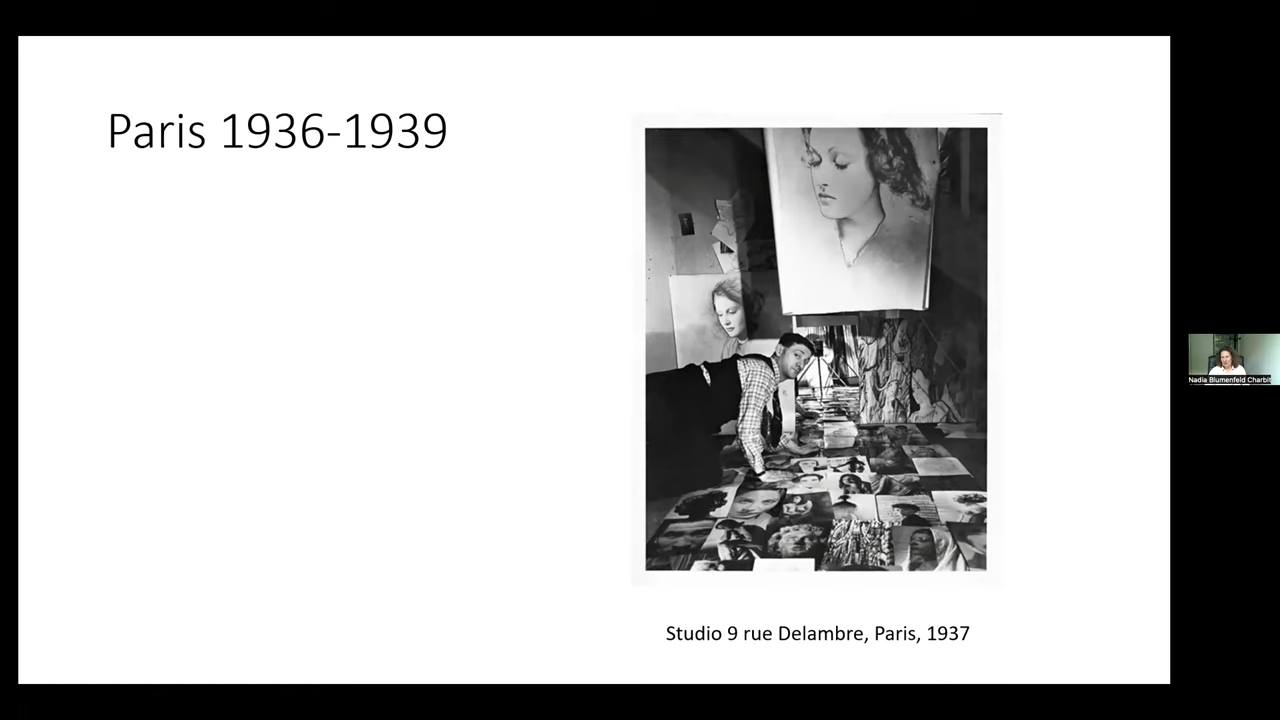 Paris 1936-1939
Studio 9 rue Delambre, Paris, 1937
Nadia Blumenfeld Charbit